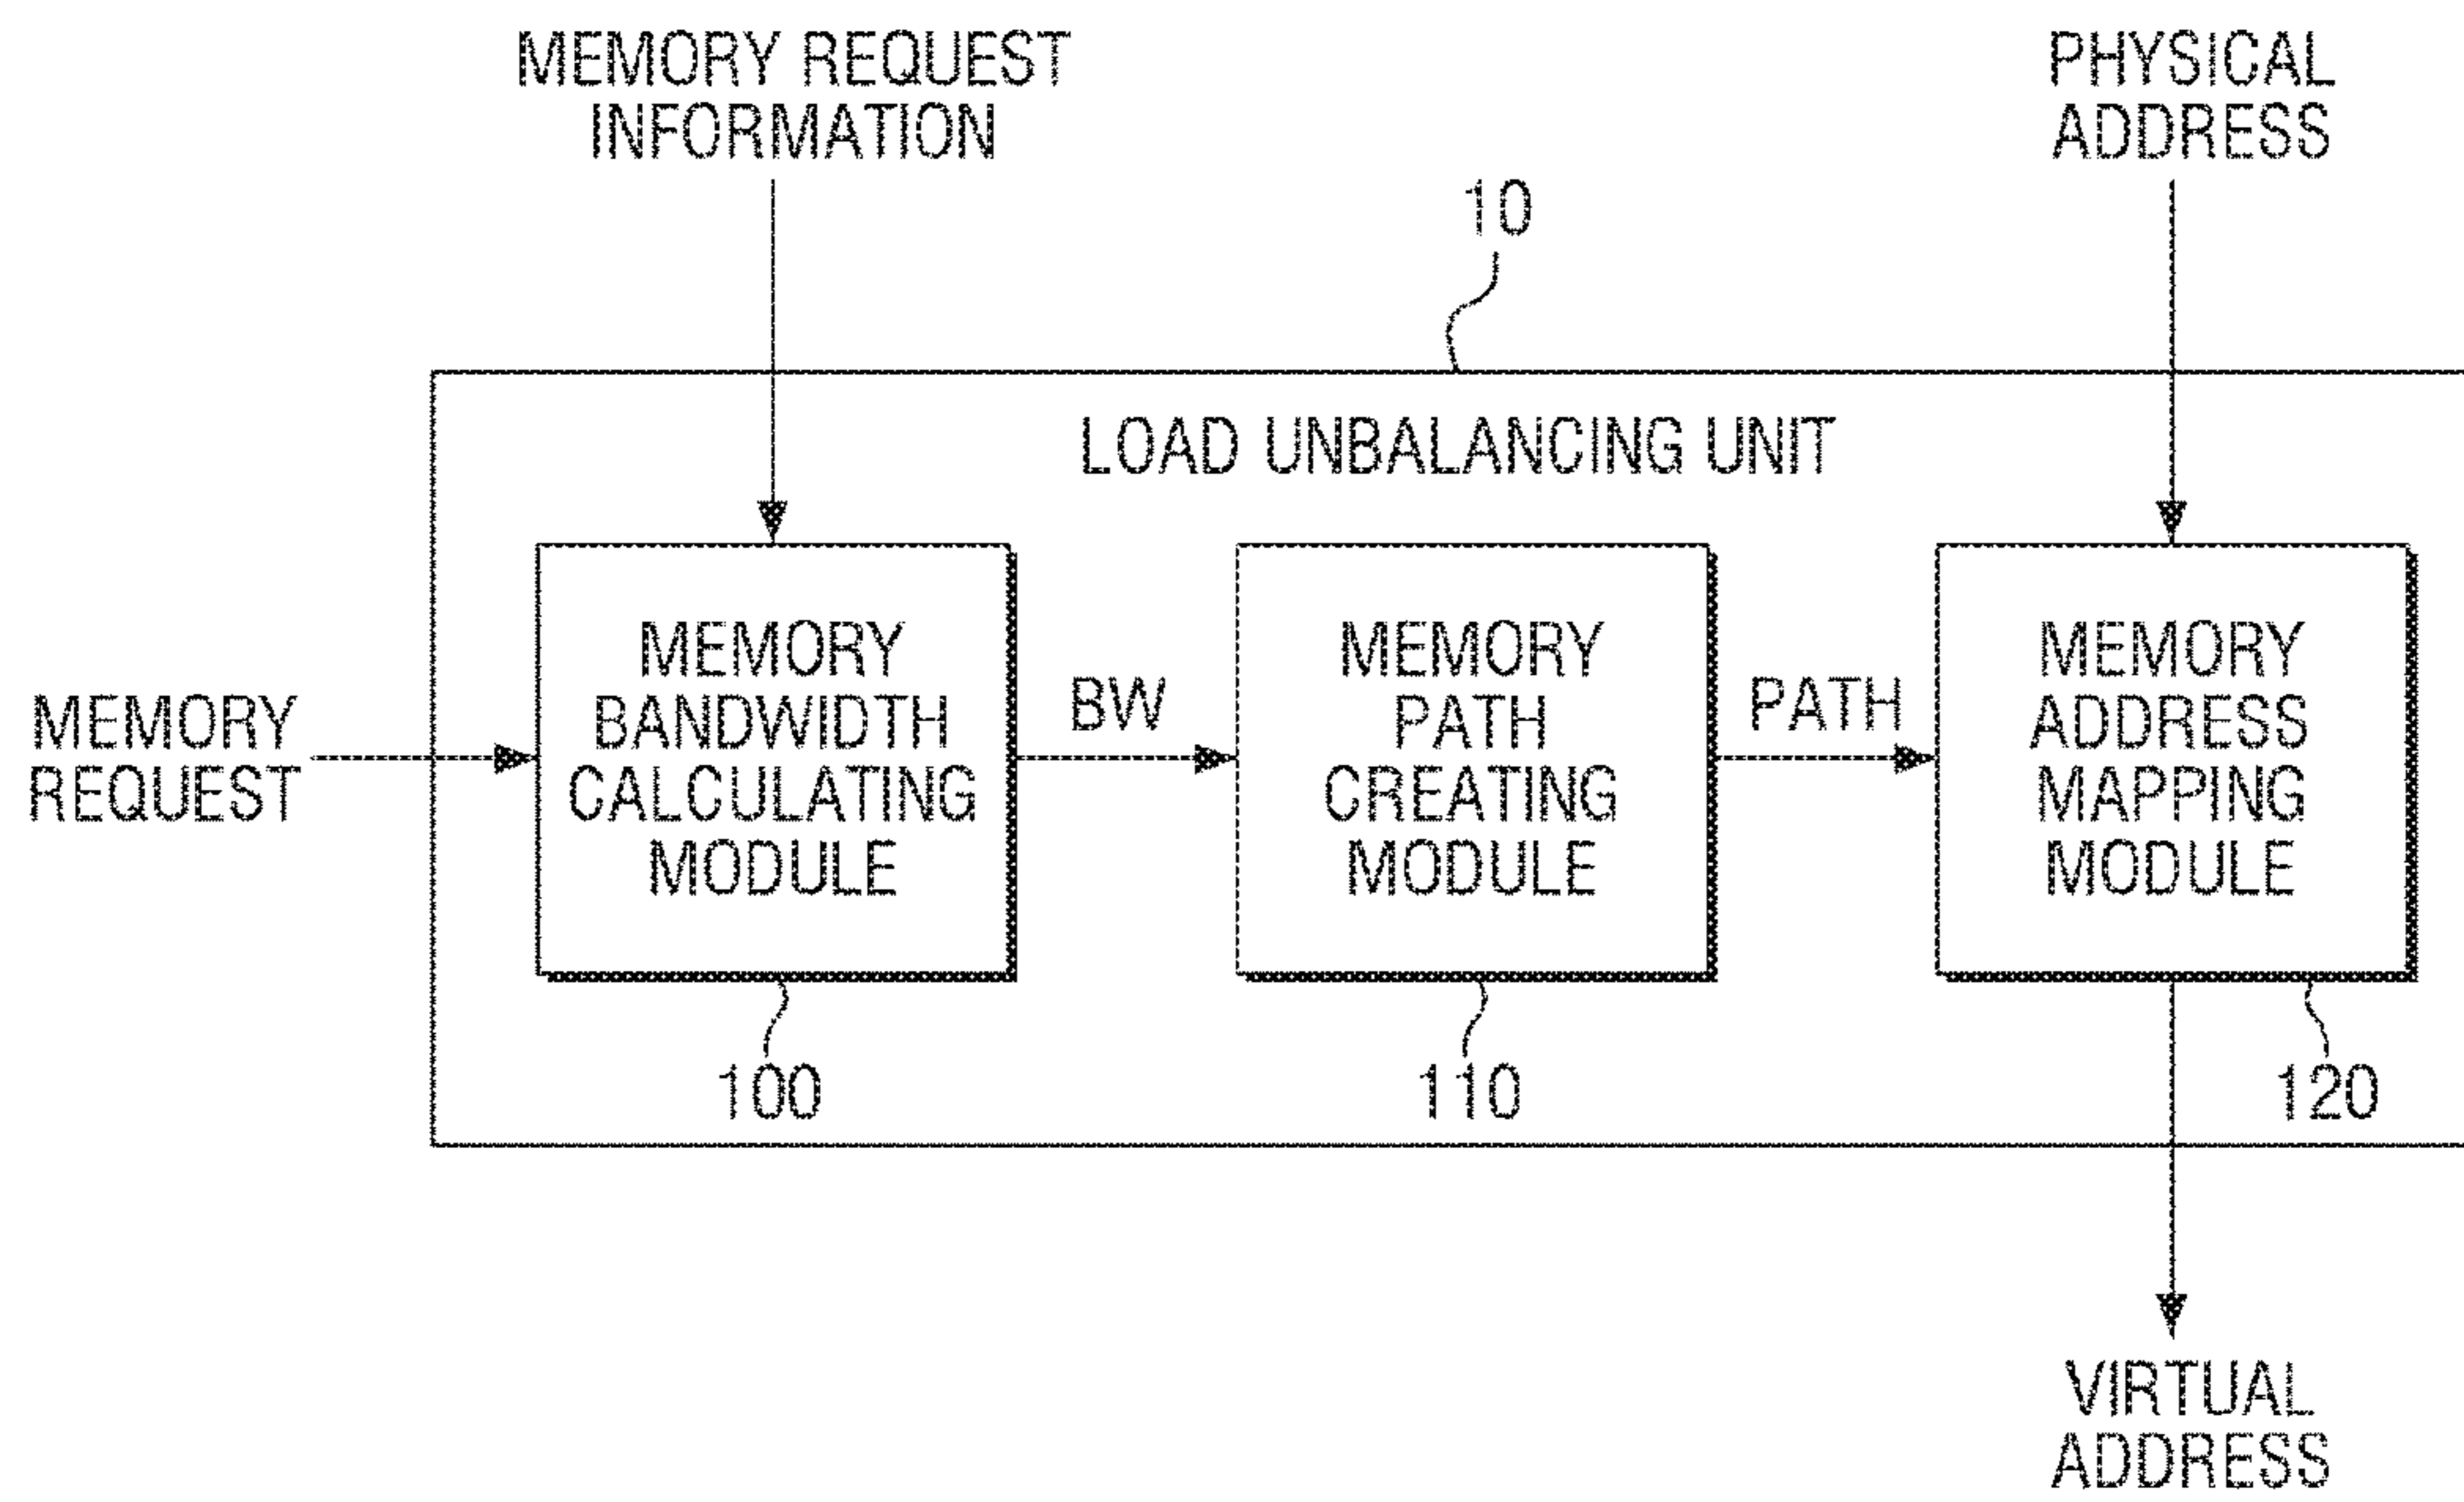 MEMORY REQUEST
INFORMATION
PHYSICAL
ADDRESS
10
LOAD UNBALANCING UNIT
MEMORY
REQUEST
MEMORY
BANDWIDTH
CALCULATING
MODULE
BW
MEMORY
PATH
CREATING
MODULE
PATH
MEMORY
ADDRESS
MAPPING
MODULE
100
110
120
VIRTUAL
ADDRESS